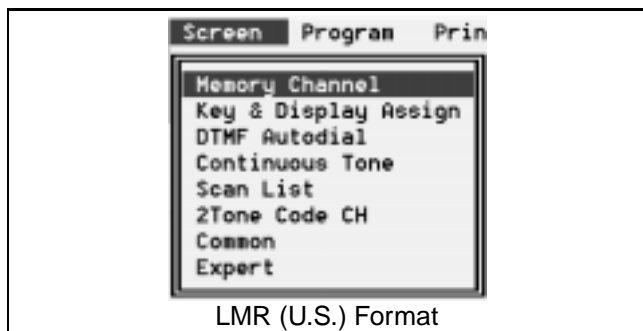 Screen Program Prin
Memory Channel
Key & Display Assign
DTMF Autodial
Continuous Tone
Scan List
2Tone Code CH
Common
Expert
LMR (U.S.) Format